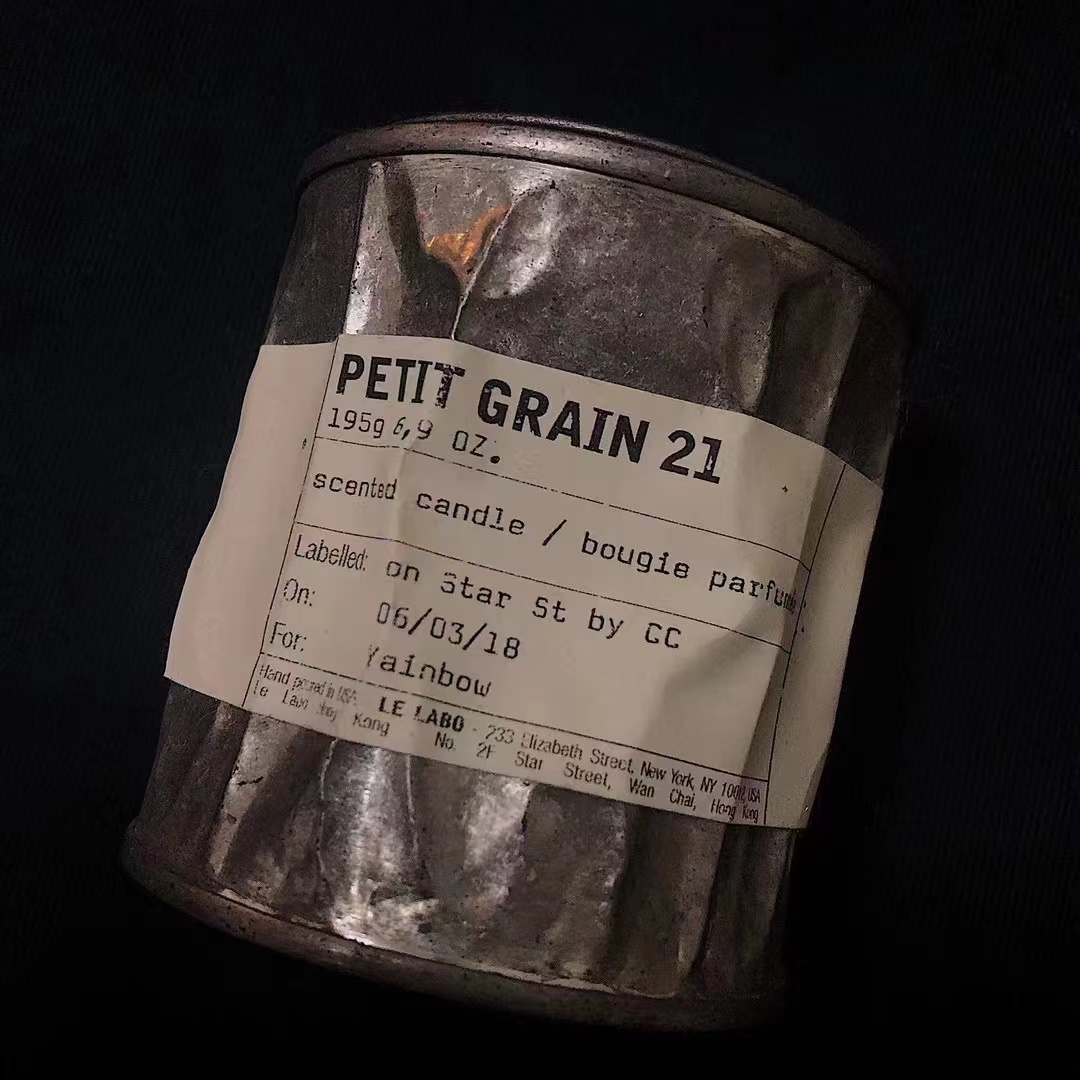 PETIT GRAIN 21
195g 6,9 OZ.
scented candle / bougie parfum
Labelled: on Star St by CC
On: 06/03/18
For: Yainbow
Hand poured in USA LE LABO - 233 Elizabeth Street, New York, NY 10012, USA
Le Labo Hong Kong No. 2F Star Street, Wan Chai, Hong Kong